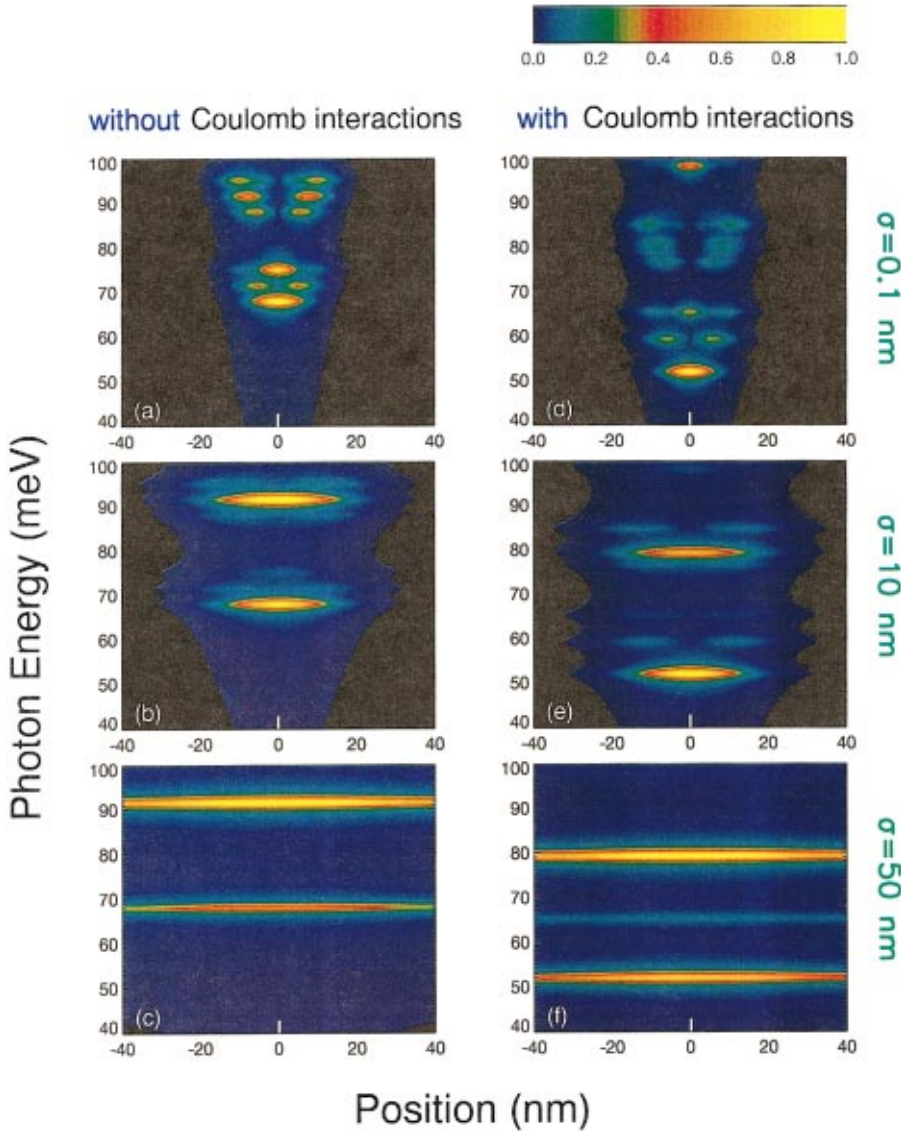 0.0 0.2 0.4 0.6 0.8 1.0
without Coulomb interactions
with Coulomb interactions
100
90
80
70
60
50
40
(a)
-40 -20 0 20 40
100
90
80
70
60
50
40
(d)
-40 -20 0 20 40
σ=0.1 nm
100
90
80
70
60
50
40
(b)
-40 -20 0 20 40
100
90
80
70
60
50
40
(e)
-40 -20 0 20 40
σ=10 nm
100
90
80
70
60
50
40
(c)
-40 -20 0 20 40
100
90
80
70
60
50
40
(f)
-40 -20 0 20 40
σ=50 nm
Photon Energy (meV)
Position (nm)